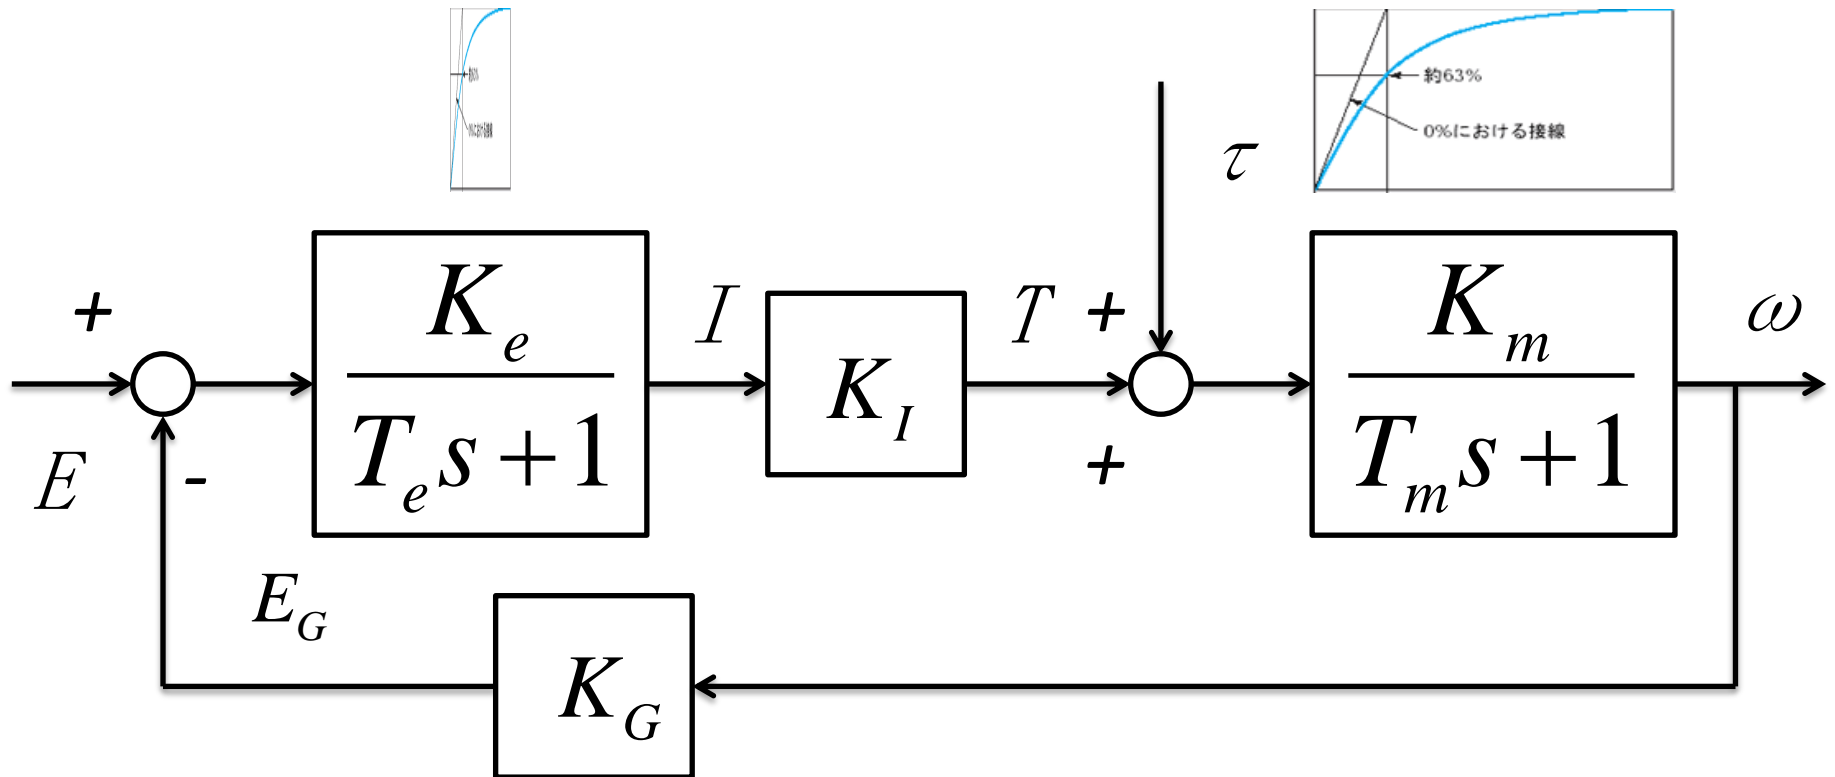 約63%
0%における接線
τ
+
E
-
K_e
T_e s + 1
I
K_I
T
+
+
K_m
T_m s + 1
ω
E_G
K_G